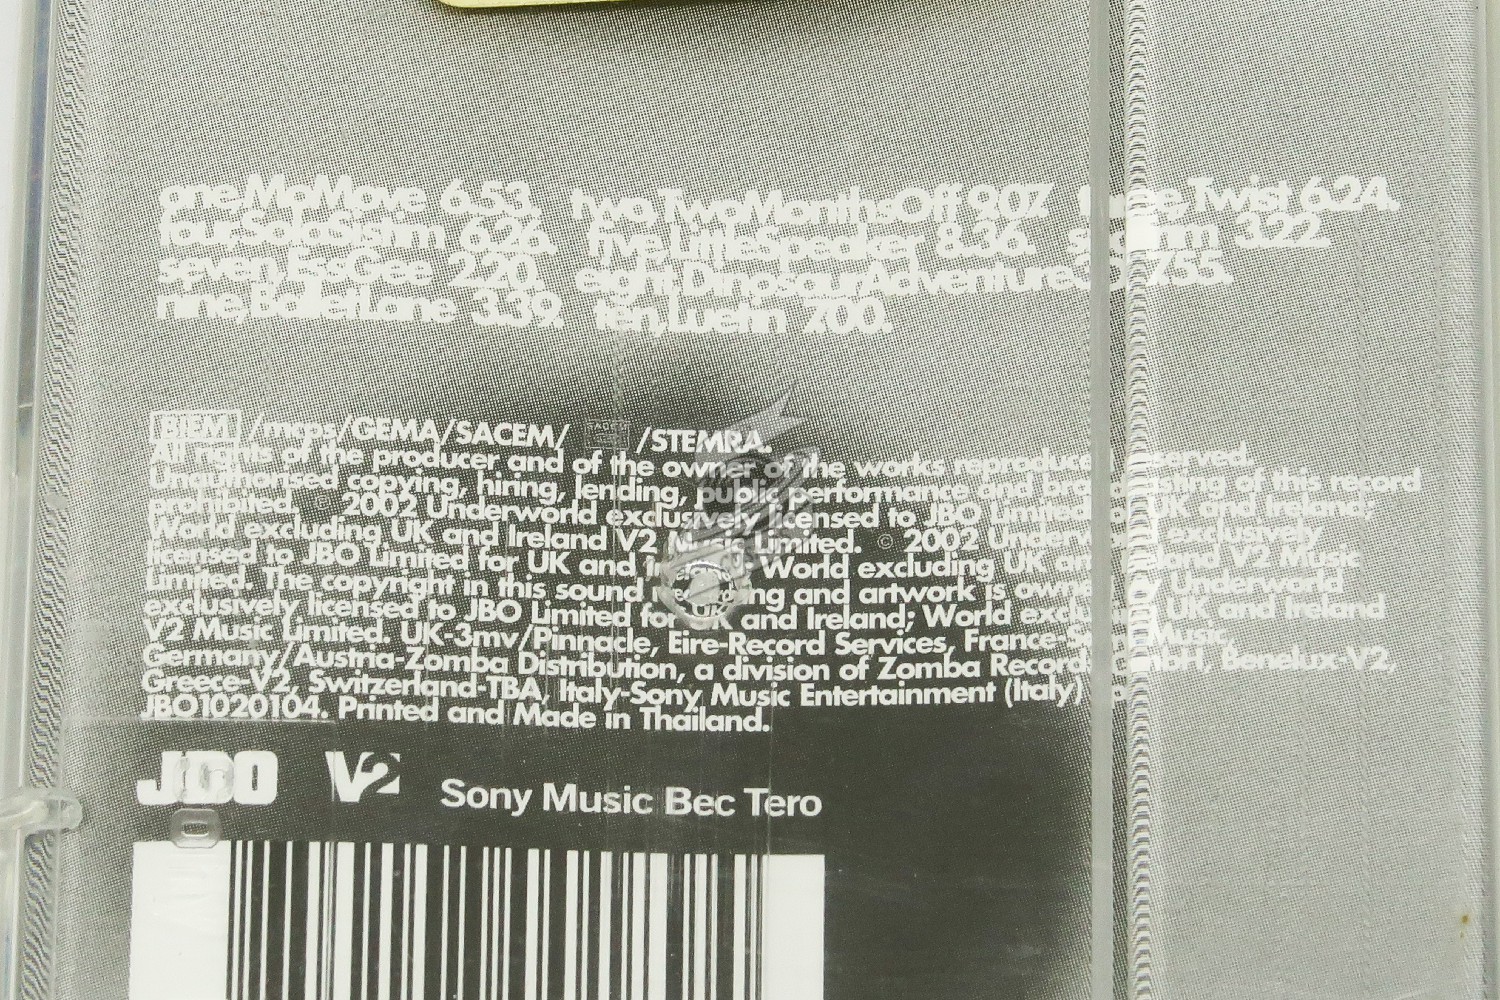 one,MoMove 6.53. two,TwoMonthsOff 9.07. Twist 6.24.
four,SolaSistim 6.26. five,LittleSpeaker 8.36. 3.22.
seven,EssGee 2.20. eight,DinosaurAdventure3D 7.55.
nine,BalletLane 3.39. ten,Luetin 7.00.
BIEM /mcps/GEMA/SACEM/ SACEM /STEMRA.
All rights of the producer and of the owner of the works reproduced reserved.
Unauthorised copying, hiring, lending, public performance and broadcasting of this record
prohibited. ℗ 2002 Underworld exclusively licensed to JBO Limited UK and Ireland;
World excluding UK and Ireland V2 Music Limited. © 2002 Underworld exclusively
licensed to JBO Limited for UK and Ireland; World excluding UK and Ireland V2 Music
Limited. The copyright in this sound recording and artwork is owned by Underworld
exclusively licensed to JBO Limited for UK and Ireland; World excluding UK and Ireland
V2 Music Limited. UK-3mv/Pinnacle, Eire-Record Services, France-Sony Music,
Germany/Austria-Zomba Distribution, a division of Zomba Records GmbH, Benelux-V2,
Greece-V2, Switzerland-TBA, Italy-Sony Music Entertainment (Italy)
JBO1020104. Printed and Made in Thailand.
JBO V2 Sony Music Bec Tero